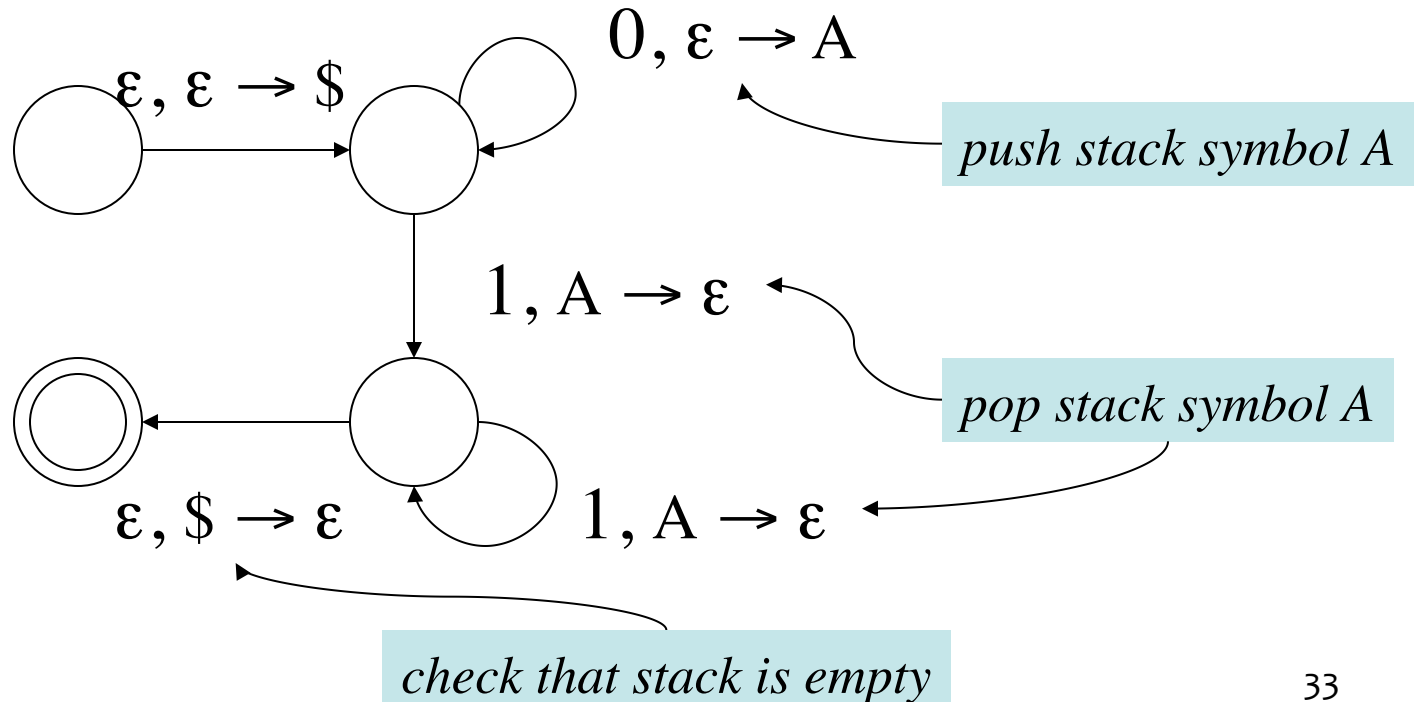 0, ε → A
ε, ε → $
push stack symbol A
1, A → ε
pop stack symbol A
ε, $ → ε
1, A → ε
check that stack is empty
33